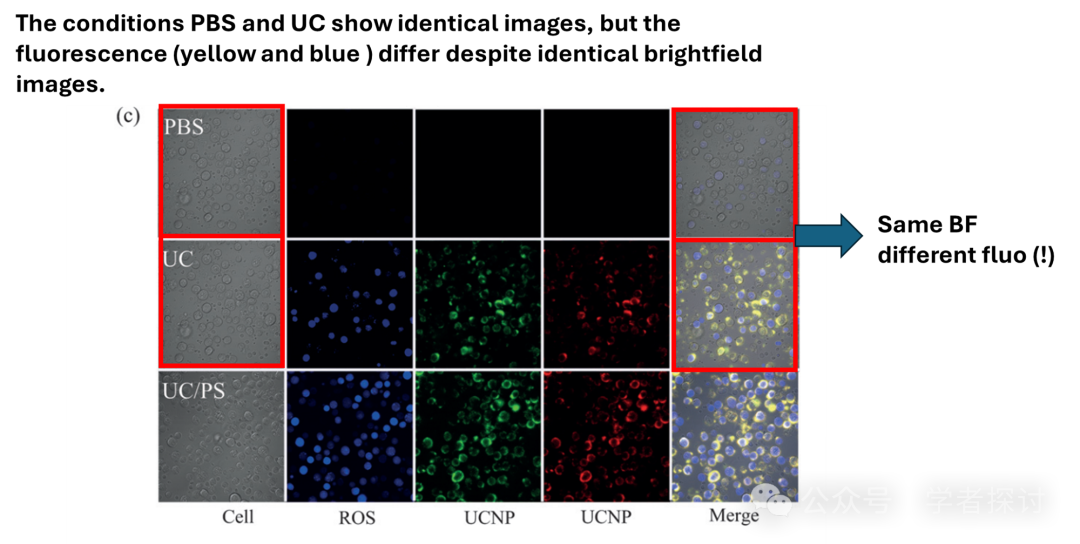 The conditions PBS and UC show identical images, but the
fluorescence (yellow and blue ) differ despite identical brightfield
images.
(c)
PBS
UC
UC/PS
Same BF
different fluo (!)
Cell ROS UCNP UCNP Merge
公众号 学者探讨